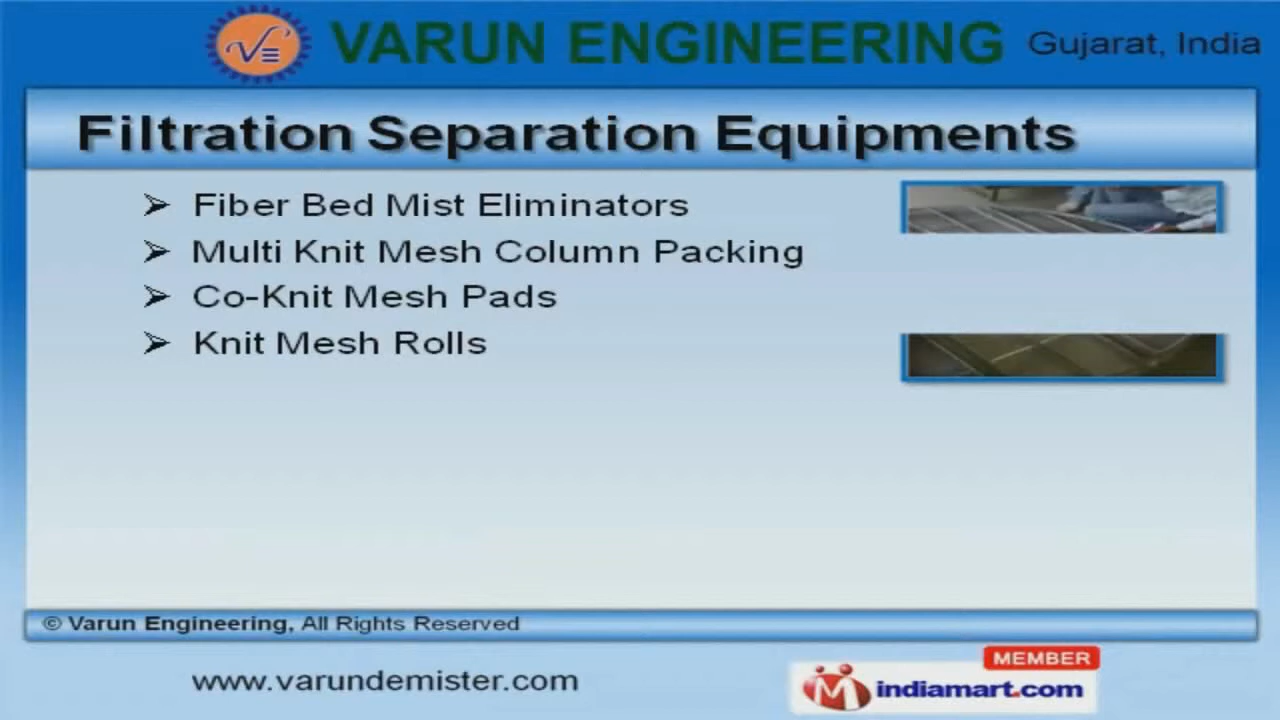 VE VARUN ENGINEERING Gujarat, India
Filtration Separation Equipments
➢ Fiber Bed Mist Eliminators
➢ Multi Knit Mesh Column Packing
➢ Co-Knit Mesh Pads
➢ Knit Mesh Rolls
© Varun Engineering, All Rights Reserved
MEMBER
www.varundemister.com
indiamart.com